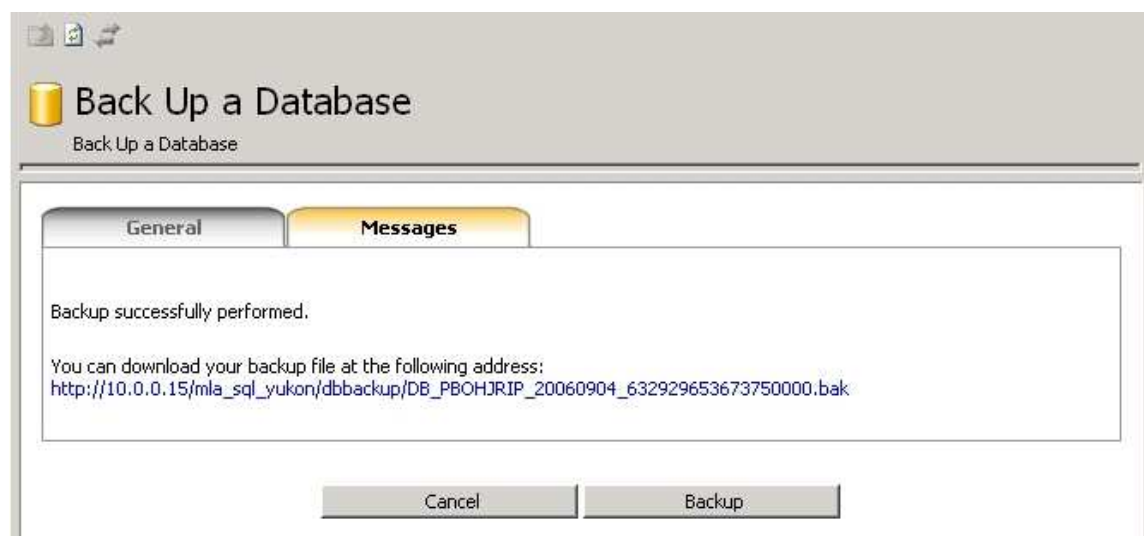 Back Up a Database
Back Up a Database
General
Messages
Backup successfully performed.
You can download your backup file at the following address:
http://10.0.0.15/mla_sql_yukon/dbbackup/DB_PBOHJRIP_20060904_632929653673750000.bak
Cancel
Backup